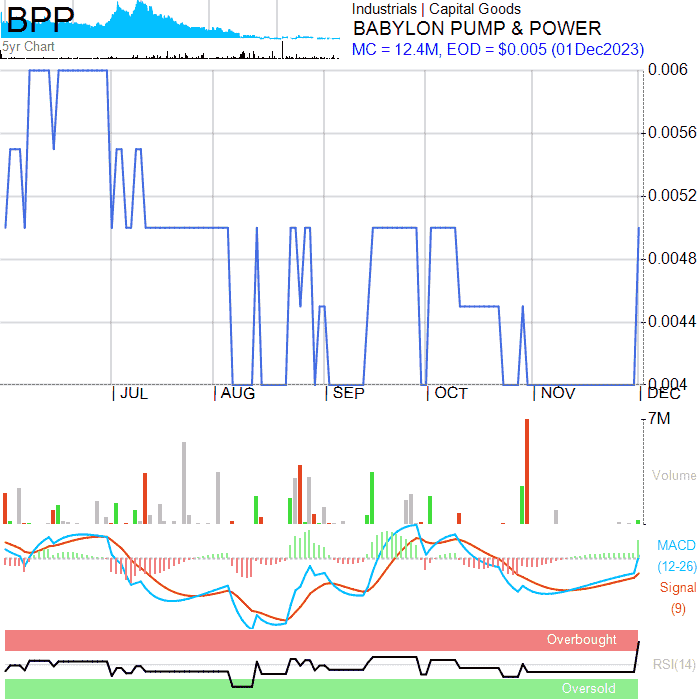 BPP
5yr Chart
Industrials | Capital Goods
BABYLON PUMP & POWER
MC = 12.4M, EOD = $0.005 (01Dec2023)
0.006
0.0056
0.0052
0.0048
0.0044
0.004
JUL AUG SEP OCT NOV DEC
7M
Volume
MACD
(12-26)
Signal
(9)
Overbought
RSI(14)
Oversold